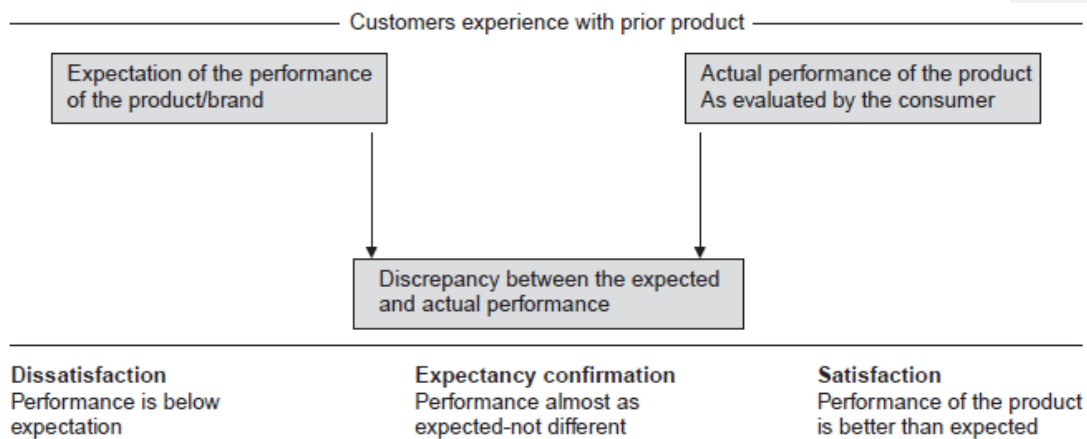 Customers experience with prior product
Expectation of the performance
of the product/brand
Actual performance of the product
As evaluated by the consumer
Discrepancy between the expected
and actual performance
Dissatisfaction
Performance is below
expectation
Expectancy confirmation
Performance almost as
expected-not different
Satisfaction
Performance of the product
is better than expected